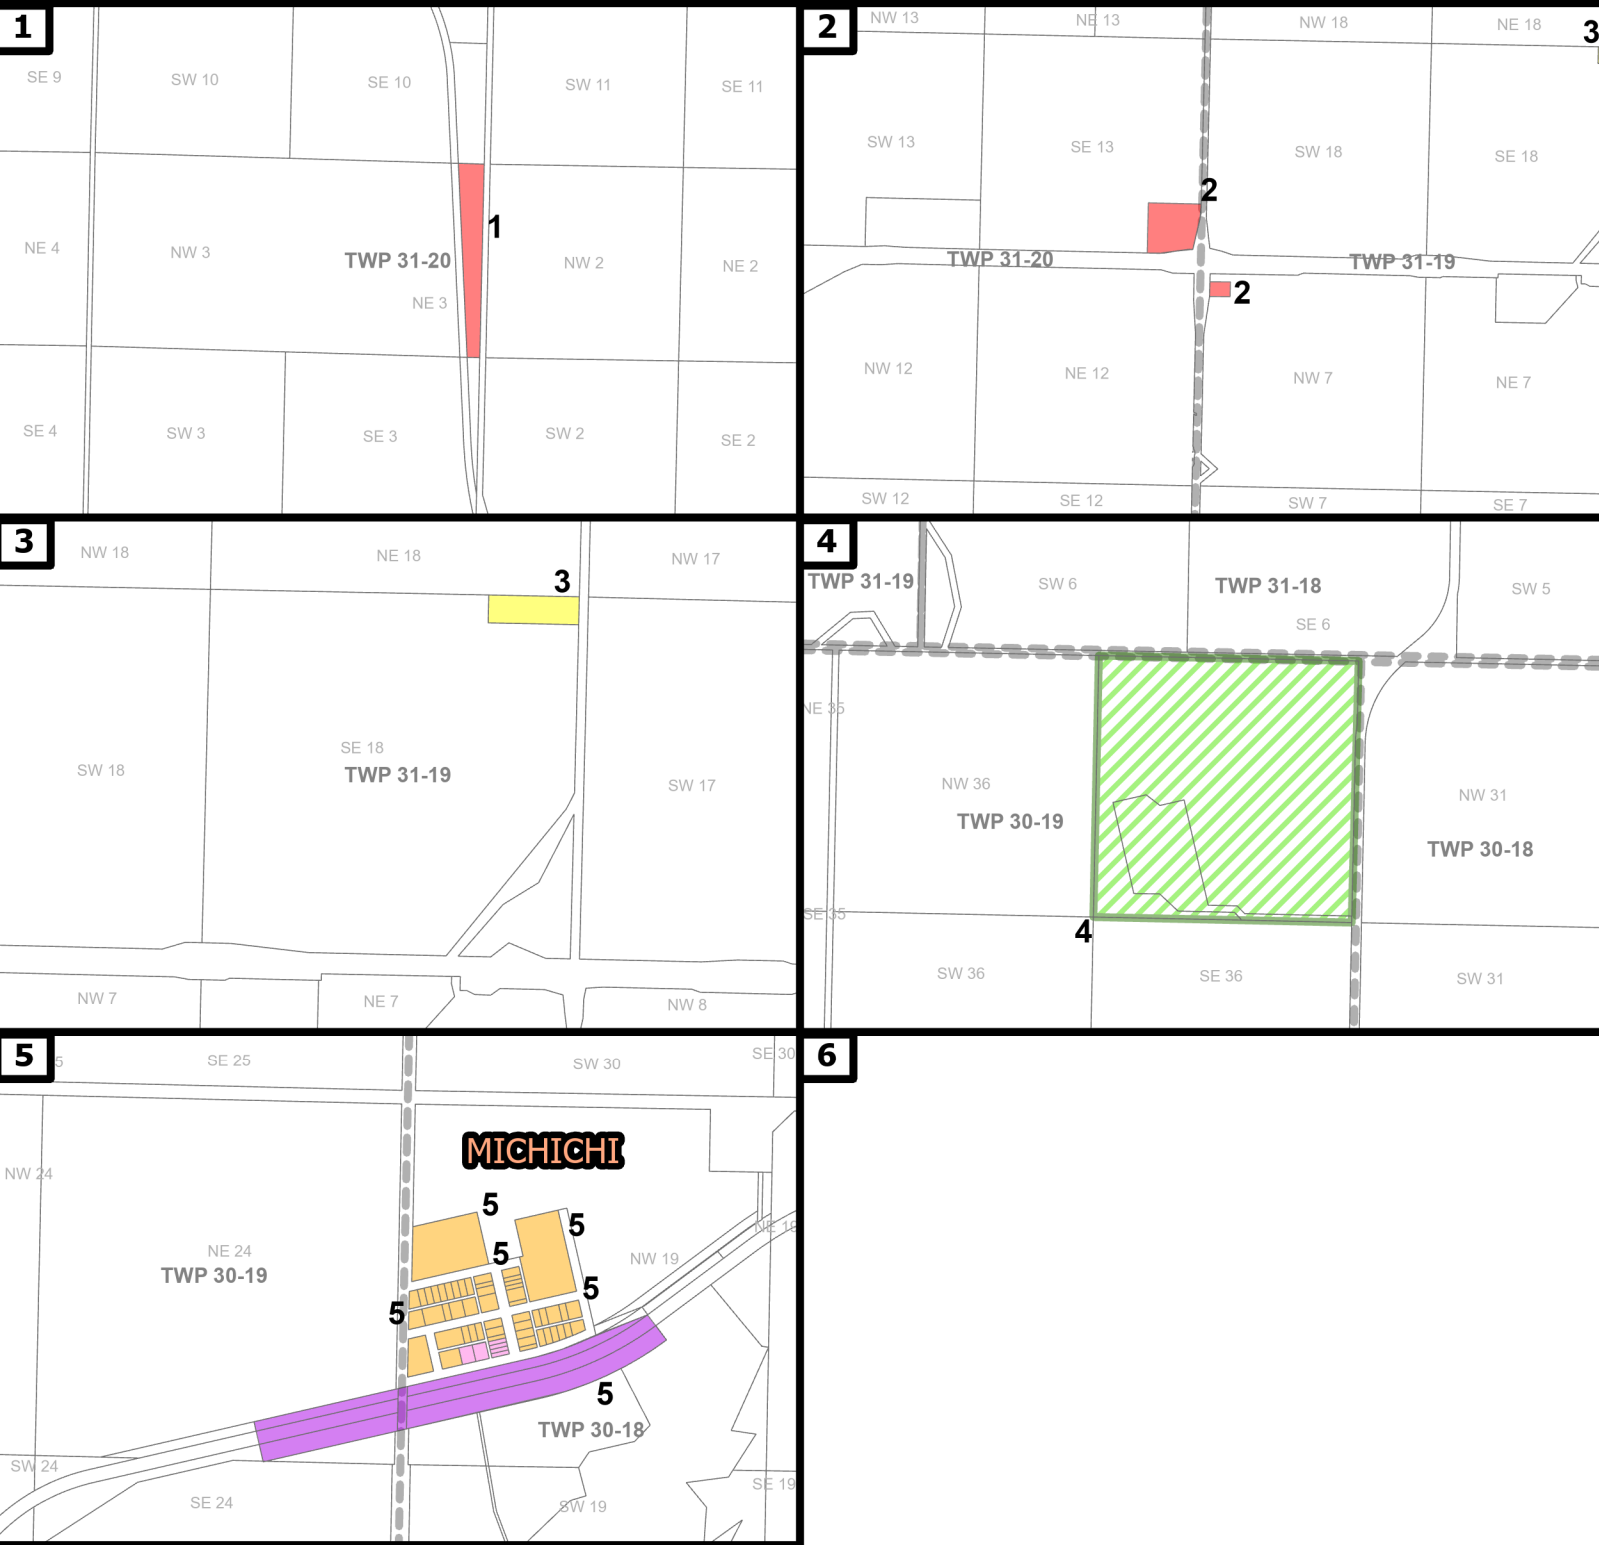 1
SE 9
SW 10
SE 10
SW 11
SE 11
NE 4
NW 3
TWP 31-20
NE 3
1
NW 2
NE 2
SE 4
SW 3
SE 3
SW 2
SE 2
2
NW 13
NE 13
NW 18
NE 18
3
SW 13
SE 13
SW 18
SE 18
2
TWP 31-20
TWP 31-19
2
NW 12
NE 12
NW 7
NE 7
SW 12
SE 12
SW 7
SE 7
3
NW 18
NE 18
NW 17
3
SW 18
SE 18
TWP 31-19
SW 17
NW 7
NE 7
NW 8
4
TWP 31-19
SW 6
TWP 31-18
SE 6
SW 5
NE 35
NW 36
TWP 30-19
NW 31
TWP 30-18
SE 35
4
SW 36
SE 36
SW 31
5
5
SE 25
SW 30
SE 30
MICHICHI
NW 24
NE 24
TWP 30-19
5
5
5
5
5
NW 19
NE 19
5
TWP 30-18
SW 24
SE 24
SW 19
SE 19
6